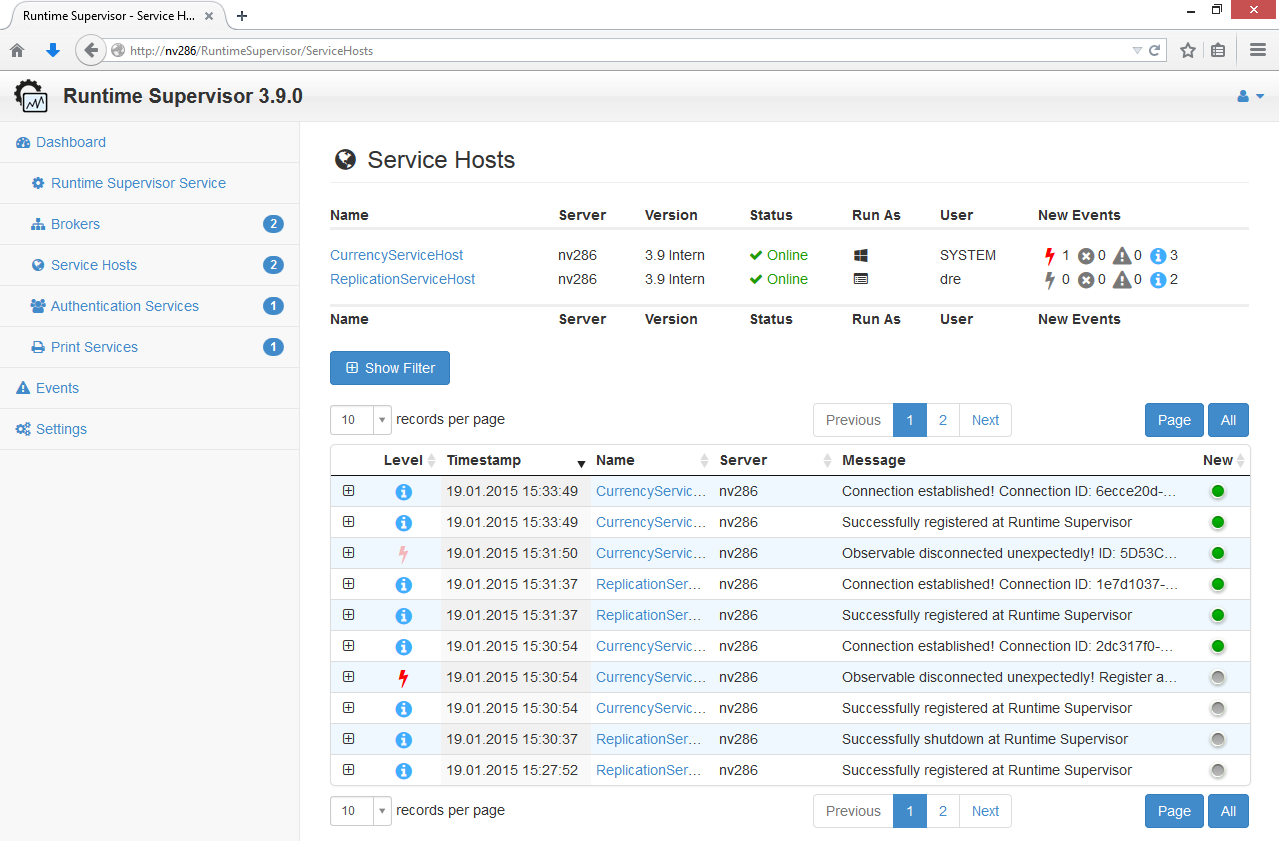 Runtime Supervisor - Service H...
http://nv286/RuntimeSupervisor/ServiceHosts
Runtime Supervisor 3.9.0
Dashboard
Runtime Supervisor Service
Brokers 2
Service Hosts 2
Authentication Services 1
Print Services 1
Events
Settings
Service Hosts
Name Server Version Status Run As User New Events
CurrencyServiceHost nv286 3.9 Intern Online SYSTEM 1 0 0 3
ReplicationServiceHost nv286 3.9 Intern Online dre 0 0 0 2
Name Server Version Status Run As User New Events
Show Filter
10 records per page Previous 1 2 Next Page All
Level Timestamp Name Server Message New
19.01.2015 15:33:49 CurrencyServic... nv286 Connection established! Connection ID: 6ecce20d-...
19.01.2015 15:33:49 CurrencyServic... nv286 Successfully registered at Runtime Supervisor
19.01.2015 15:31:50 CurrencyServic... nv286 Observable disconnected unexpectedly! ID: 5D53C...
19.01.2015 15:31:37 ReplicationSer... nv286 Connection established! Connection ID: 1e7d1037-...
19.01.2015 15:31:37 ReplicationSer... nv286 Successfully registered at Runtime Supervisor
19.01.2015 15:30:54 CurrencyServic... nv286 Connection established! Connection ID: 2dc317f0-...
19.01.2015 15:30:54 CurrencyServic... nv286 Observable disconnected unexpectedly! Register a...
19.01.2015 15:30:54 CurrencyServic... nv286 Successfully registered at Runtime Supervisor
19.01.2015 15:30:37 ReplicationSer... nv286 Successfully shutdown at Runtime Supervisor
19.01.2015 15:27:52 ReplicationSer... nv286 Successfully registered at Runtime Supervisor
10 records per page Previous 1 2 Next Page All